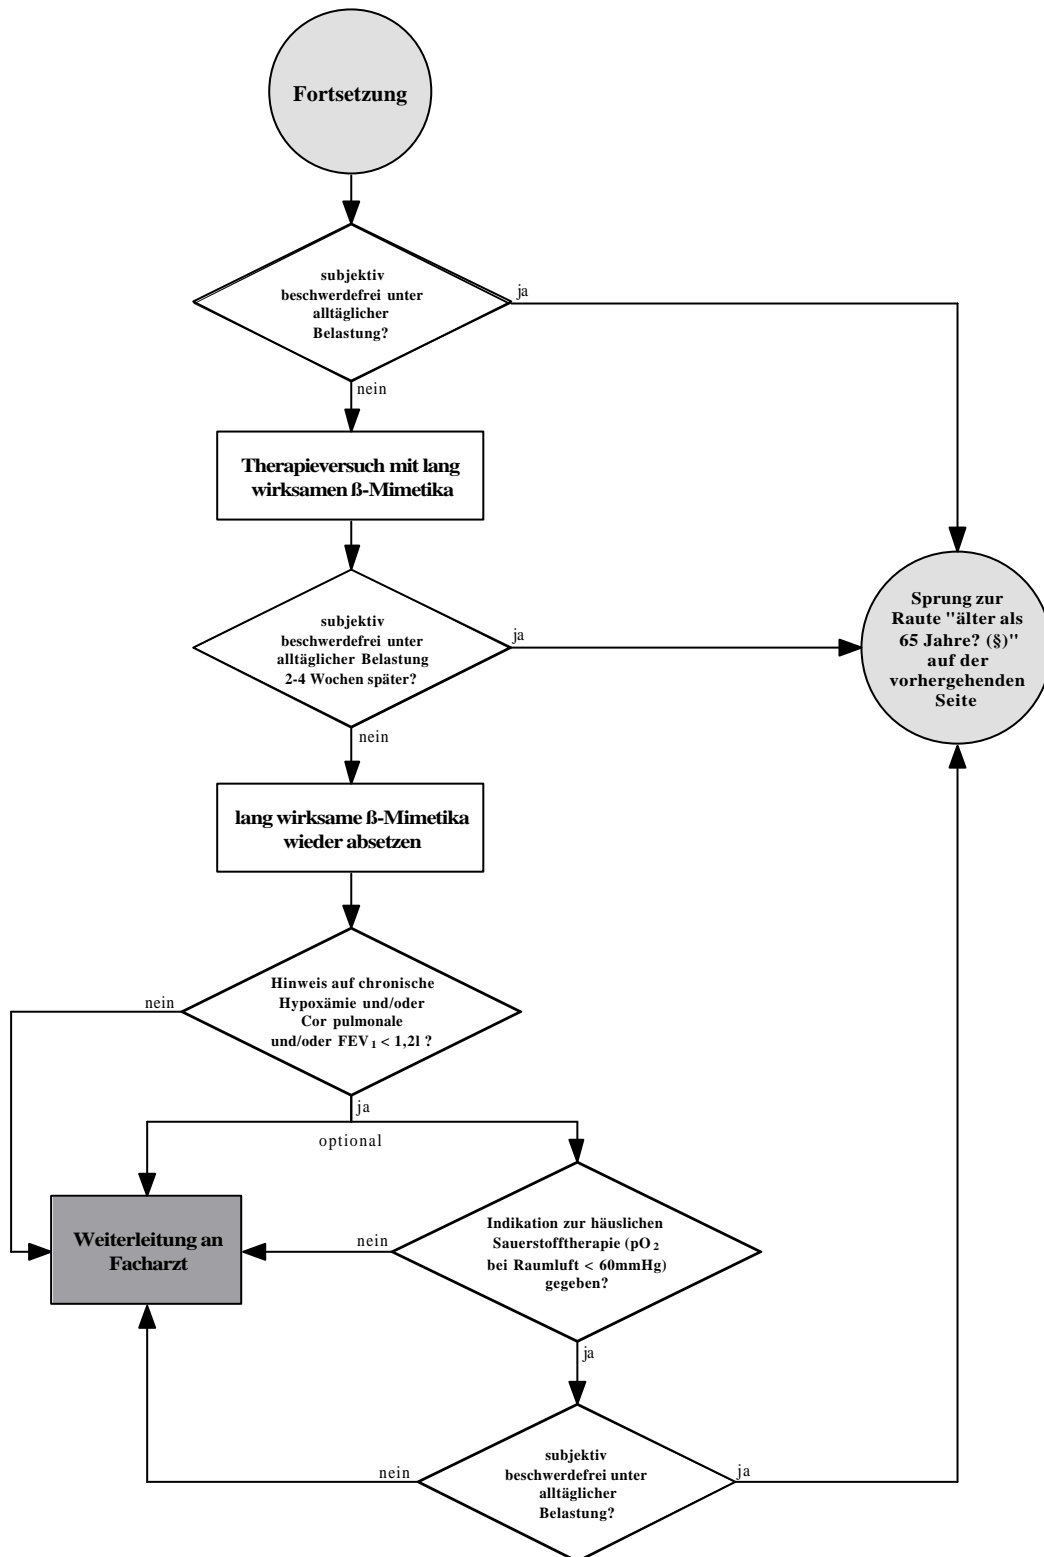 Fortsetzung
subjektiv
beschwerdefrei unter
alltäglicher
Belastung?
ja
nein
Therapieversuch mit lang
wirksamen ß-Mimetika
subjektiv
beschwerdefrei unter
alltäglicher Belastung
2-4 Wochen später?
ja
nein
Sprung zur
Raute "älter als
65 Jahre? (§)"
auf der
vorhergehenden
Seite
lang wirksame ß-Mimetika
wieder absetzen
Hinweis auf chronische
Hypoxämie und/oder
Cor pulmonale
und/oder FEV1 < 1,2l ?
nein
ja
optional
Weiterleitung an
Facharzt
nein
Indikation zur häuslichen
Sauerstofftherapie (pO2
bei Raumluft < 60mmHg)
gegeben?
ja
subjektiv
beschwerdefrei unter
alltäglicher
Belastung?
nein
ja